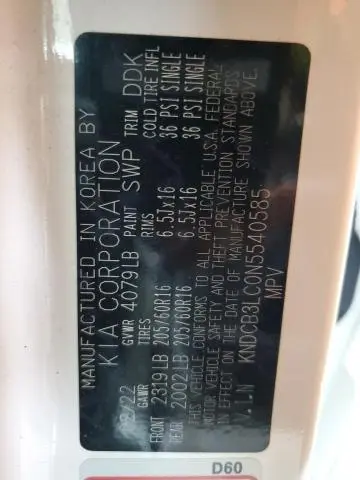 MANUFACTURED IN KOREA BY
KIA CORPORATION
GVWR 4079LB PAINT SWP TRIM DDK
GAWR TIRES RIMS COLD TIRE INFL
FRONT 2319LB 205/60R16 6.5Jx16 36 PSI SINGLE
REAR 2002LB 205/60R16 6.5Jx16 36 PSI SINGLE
THIS VEHICLE CONFORMS TO ALL APPLICABLE U.S.A. FEDERAL
MOTOR VEHICLE SAFETY AND THEFT PREVENTION STANDARDS
IN EFFECT ON THE DATE OF MANUFACTURE SHOWN ABOVE.
KNDCB3LC0N5540585
MPV
D60